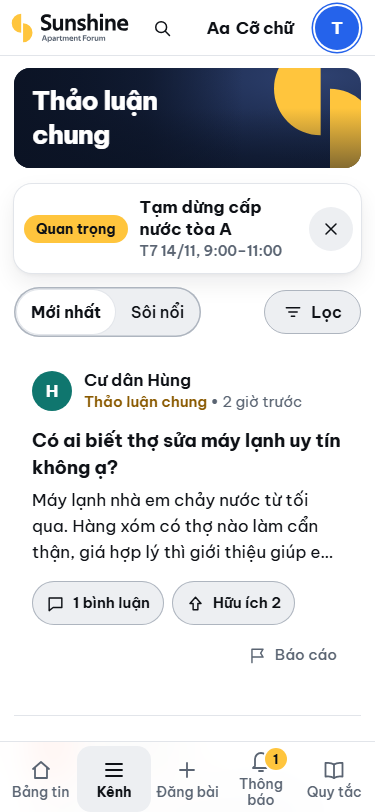 Sunshine
Apartment Forum
Aa Cỡ chữ
T
Thảo luận
chung
Quan trọng
Tạm dừng cấp
nước tòa A
T7 14/11, 9:00–11:00
Mới nhất
Sôi nổi
Lọc
H
Cư dân Hùng
Thảo luận chung • 2 giờ trước
Có ai biết thợ sửa máy lạnh uy tín
không ạ?
Máy lạnh nhà em chảy nước từ tối
qua. Hàng xóm có thợ nào làm cẩn
thận, giá hợp lý thì giới thiệu giúp e...
1 bình luận
Hữu ích 2
Báo cáo
Bảng tin
Kênh
Đăng bài
1
Thông
báo
Quy tắc